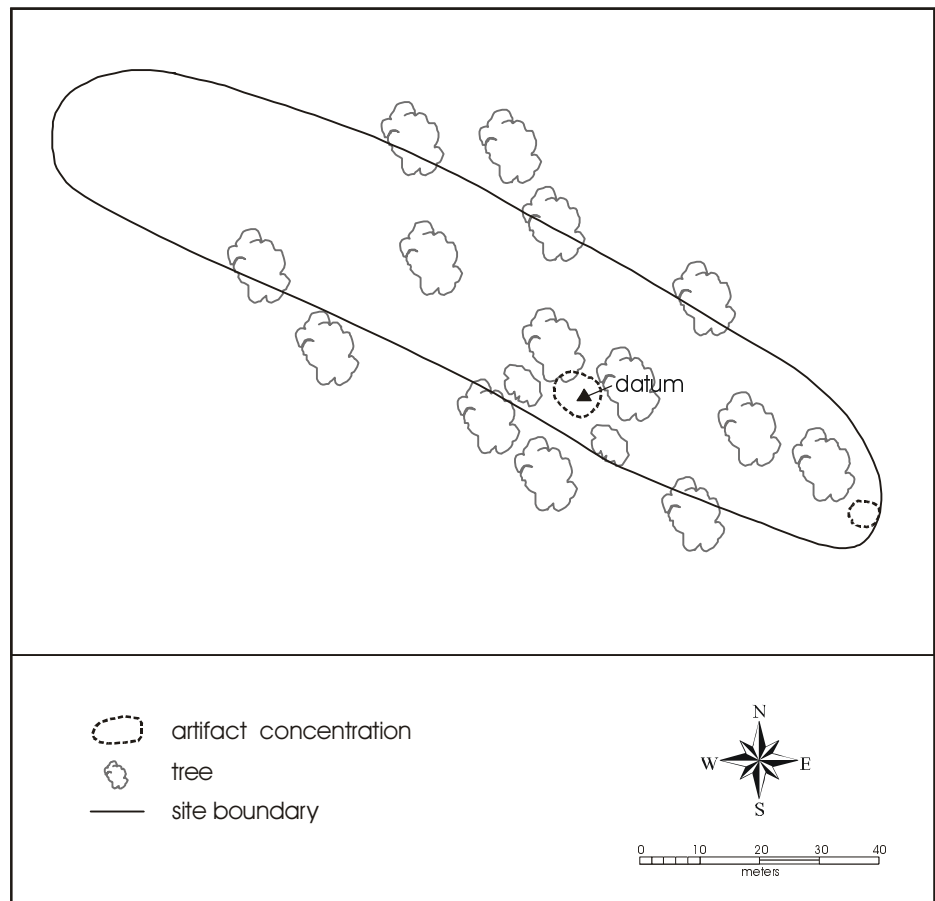 datum
artifact concentration
tree
site boundary
N
W E
S
0 10 20 30 40
meters